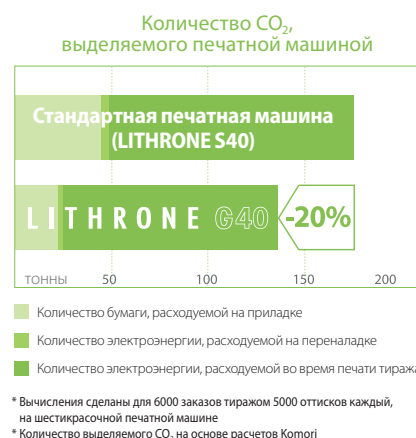 Количество CO₂,
выделяемого печатной машиной
Стандартная печатная машина
(LITHRONE S40)
LITHRONE G40
-20%
ТОННЫ 50 100 150 200
Количество бумаги, расходуемой на приладке
Количество электроэнергии, расходуемой на переналадке
Количество электроэнергии, расходуемой во время печати тиража
* Вычисления сделаны для 6000 заказов тиражом 5000 оттисков каждый,
на шестикрасочной печатной машине
* Количество выделяемого CO₂ на основе расчетов Komori